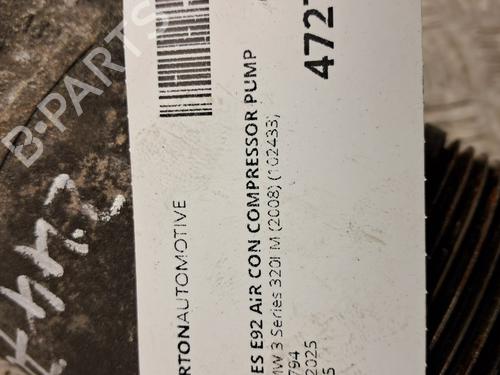 B-PARTS
RTONAUTOMOTIVE
ES E92 AiR CON COMPRESSOR PUMP
MW 3 Series 320I M (2008) (102433)
794
2025
4727